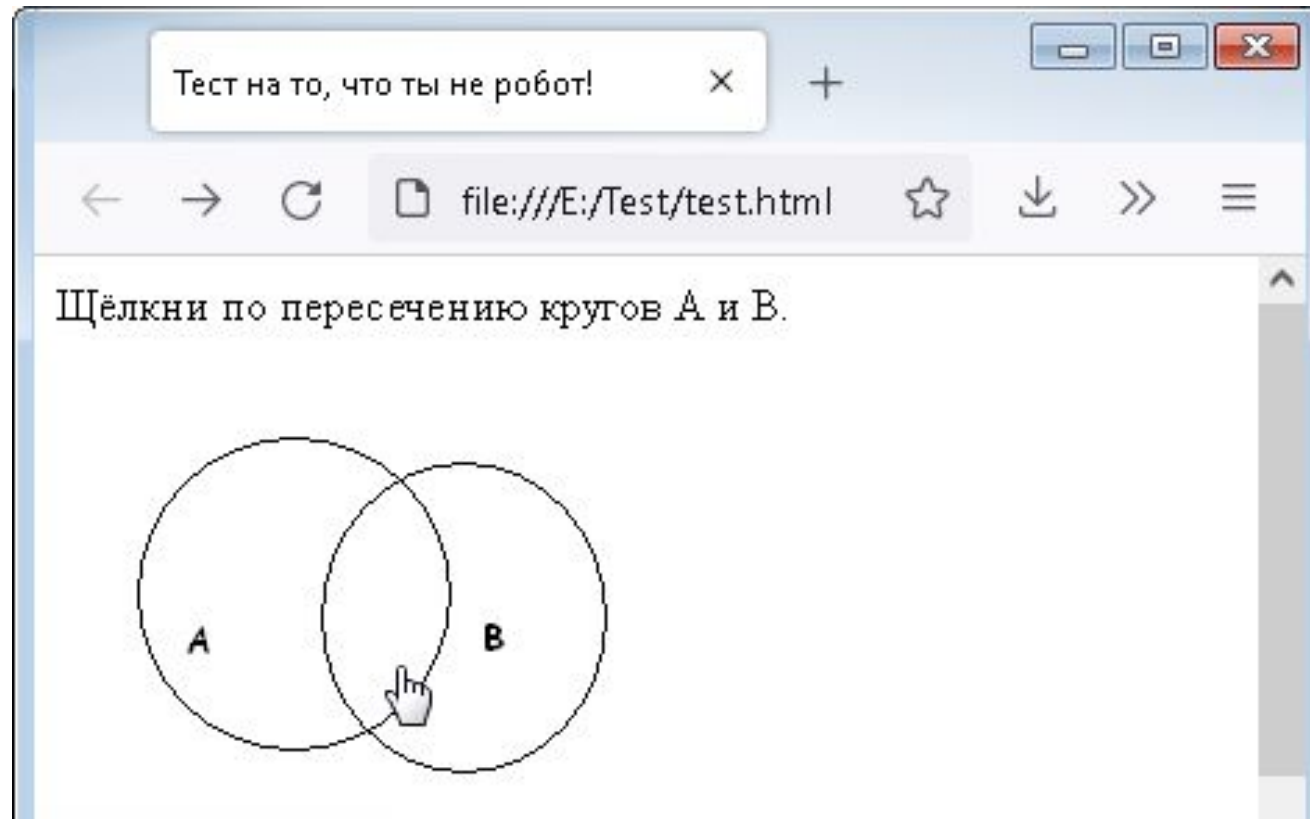 Тест на то, что ты не робот!
file:///E:/Test/test.html
Щёлкни по пересечению кругов А и В.
A
B